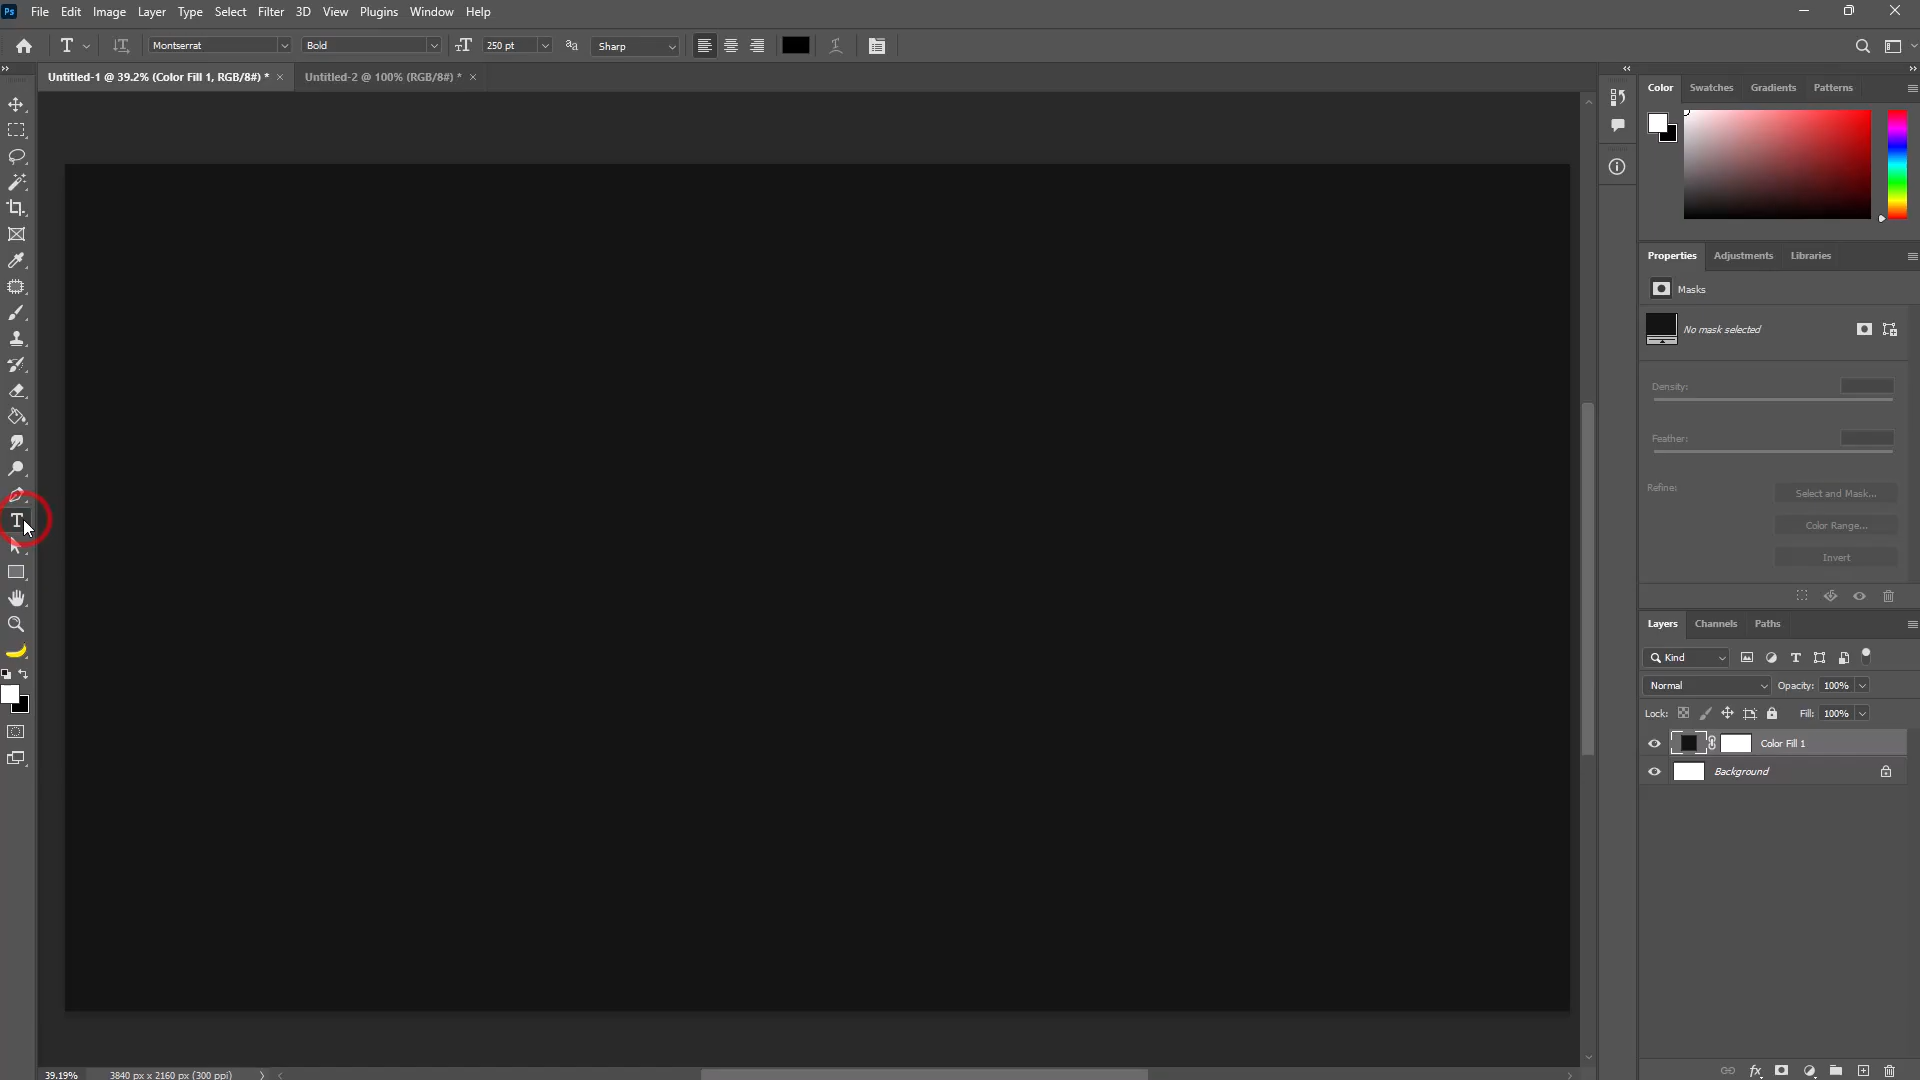 Ps File Edit Image Layer Type Select Filter 3D View Plugins Window Help
T Montserrat Bold 250 pt Sharp
Untitled-1 @ 39.2% (Color Fill 1, RGB/8#) * Untitled-2 @ 100% (RGB/8#) *
Color Swatches Gradients Patterns
Properties Adjustments Libraries
Masks
No mask selected
Density:
Feather:
Refine: Select and Mask...
Color Range...
Invert
Layers Channels Paths
Kind
Normal Opacity: 100%
Lock: Fill: 100%
Color Fill 1
Background
39.19% 3840 px x 2160 px (300 ppi)